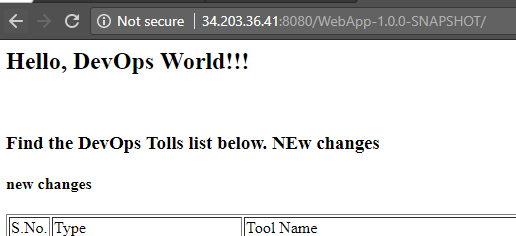 Not secure | 34.203.36.41:8080/WebApp-1.0.0-SNAPSHOT/
Hello, DevOps World!!!
Find the DevOps Tolls list below. NEw changes
new changes
S.No. Type Tool Name